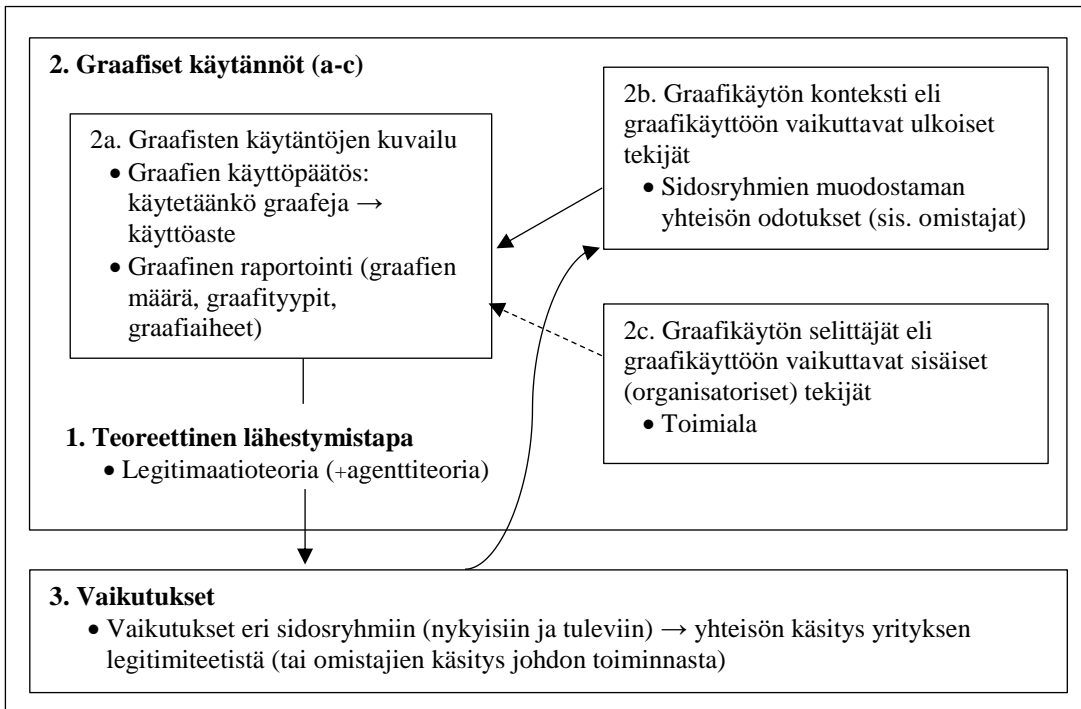 2. Graafiset käytännöt (a-c)
2a. Graafisten käytäntöjen kuvailu
• Graafien käyttöpäätös:
käytetäänkö graafeja →
käyttöaste
• Graafinen raportointi (graafien
määrä, graafityypit,
graafiaiheet)
2b. Graafikäytön konteksti eli
graafikäyttöön vaikuttavat ulkoiset
tekijät
• Sidosryhmien muodostaman
yhteisön odotukset (sis. omistajat)
2c. Graafikäytön selittäjät eli
graafikäyttöön vaikuttavat sisäiset
(organisatoriset) tekijät
• Toimiala
1. Teoreettinen lähestymistapa
• Legitimaatioteoria (+agenttiteoria)
3. Vaikutukset
• Vaikutukset eri sidosryhmiin (nykyisiin ja tuleviin) → yhteisön käsitys yrityksen
legitimiteetistä (tai omistajien käsitys johdon toiminnasta)